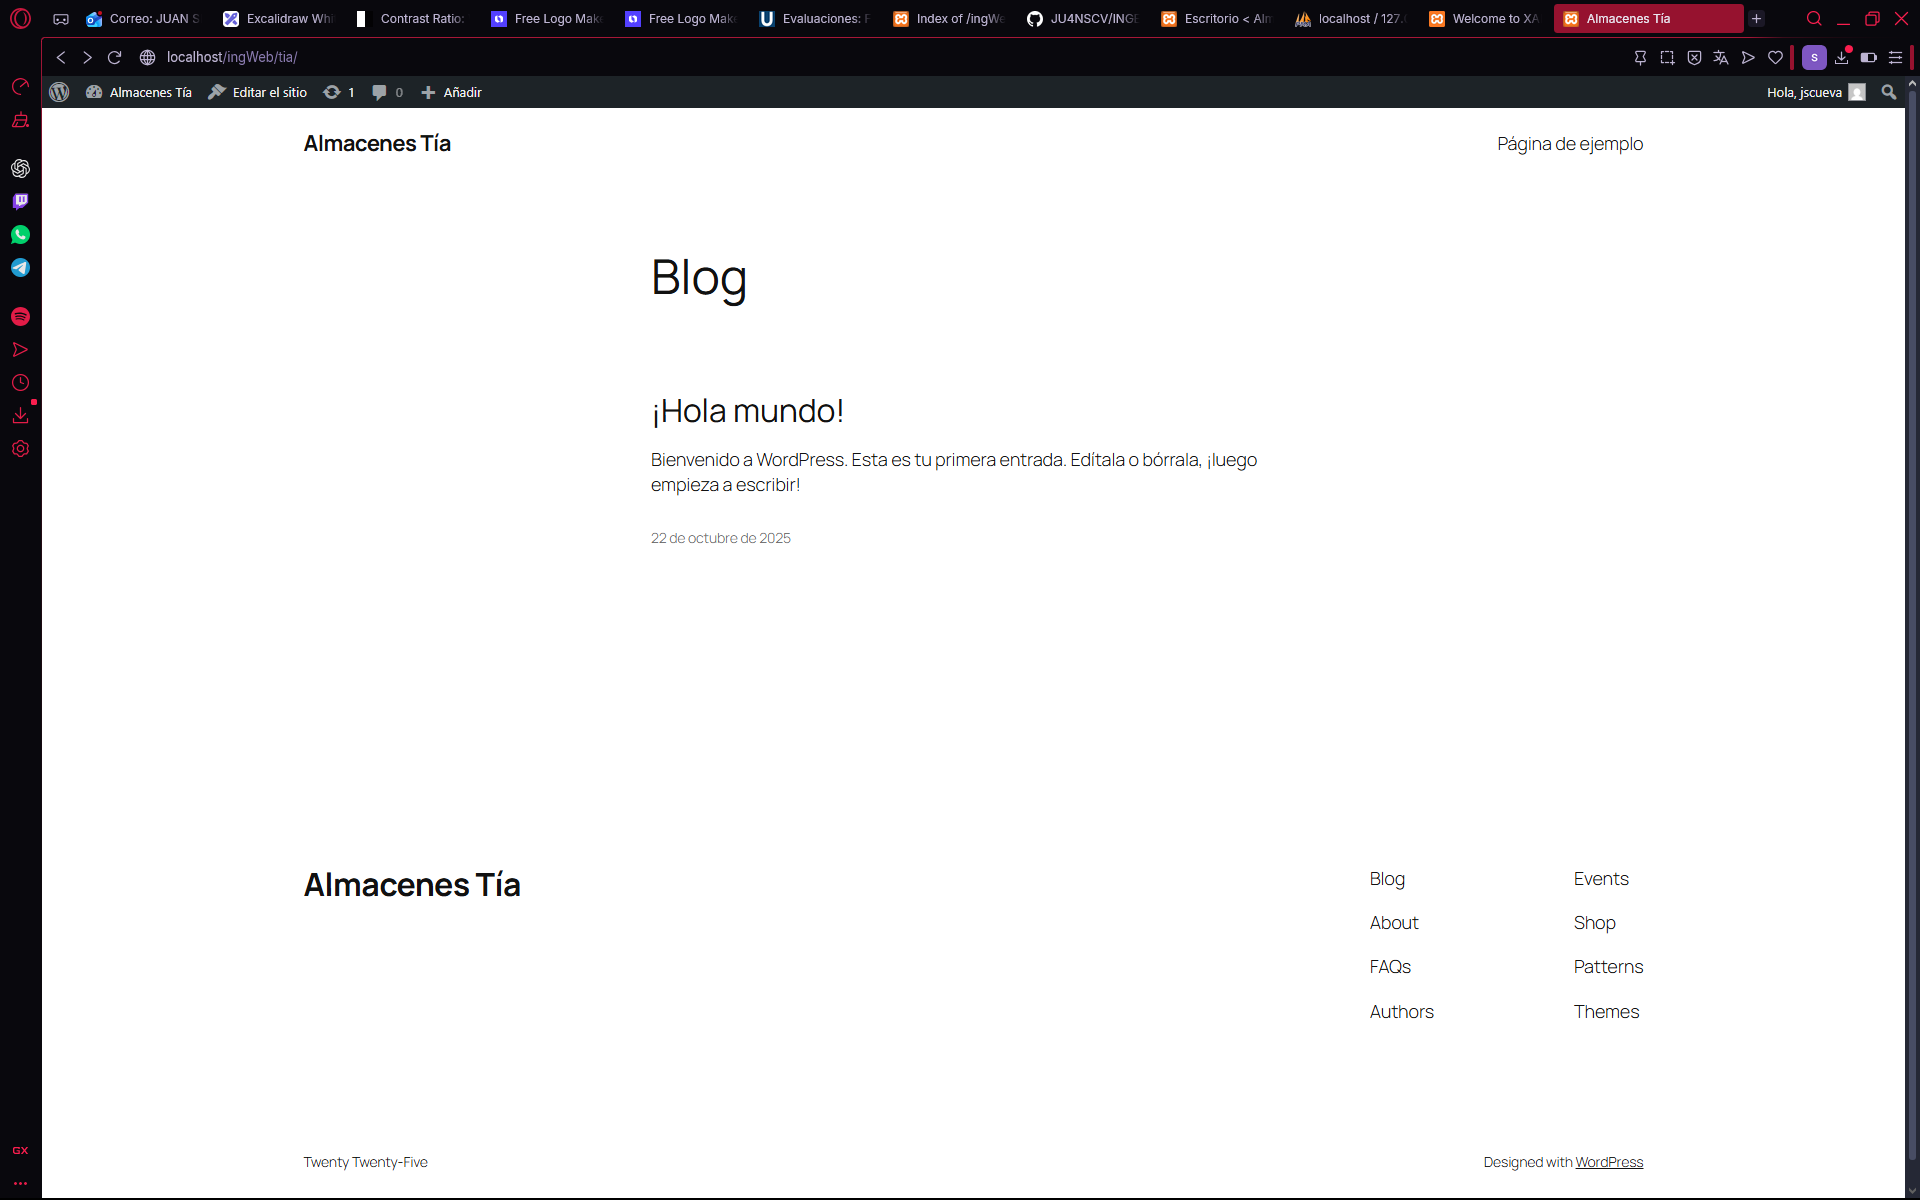 Correo: JUAN S
Excalidraw Whi
Contrast Ratio:
Free Logo Make
Free Logo Make
Evaluaciones: F
Index of /ingWe
JU4NSCV/INGE
Escritorio < Alm
localhost / 127.0
Welcome to XA
Almacenes Tía
localhost/ingWeb/tia/
S
Almacenes Tía
Editar el sitio
1
0
Añadir
Hola, jscueva
Almacenes Tía
Página de ejemplo
Blog
¡Hola mundo!
Bienvenido a WordPress. Esta es tu primera entrada. Edítala o bórrala, ¡luego
empieza a escribir!
22 de octubre de 2025
Almacenes Tía
Blog
Events
About
Shop
FAQs
Patterns
Authors
Themes
GX
Twenty Twenty-Five
Designed with WordPress